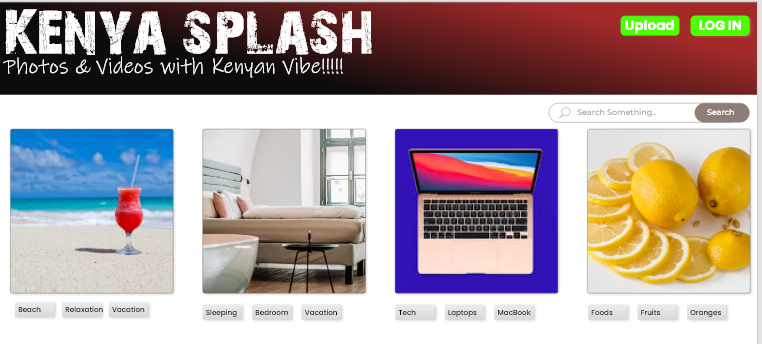 KENYA SPLASH
Photos & Videos with Kenyan Vibe!!!!!
Upload
LOG IN
Search Something..
Search
Beach
Relaxation
Vacation
Sleeping
Bedroom
Vacation
Tech
Laptops
MacBook
Foods
Fruits
Oranges